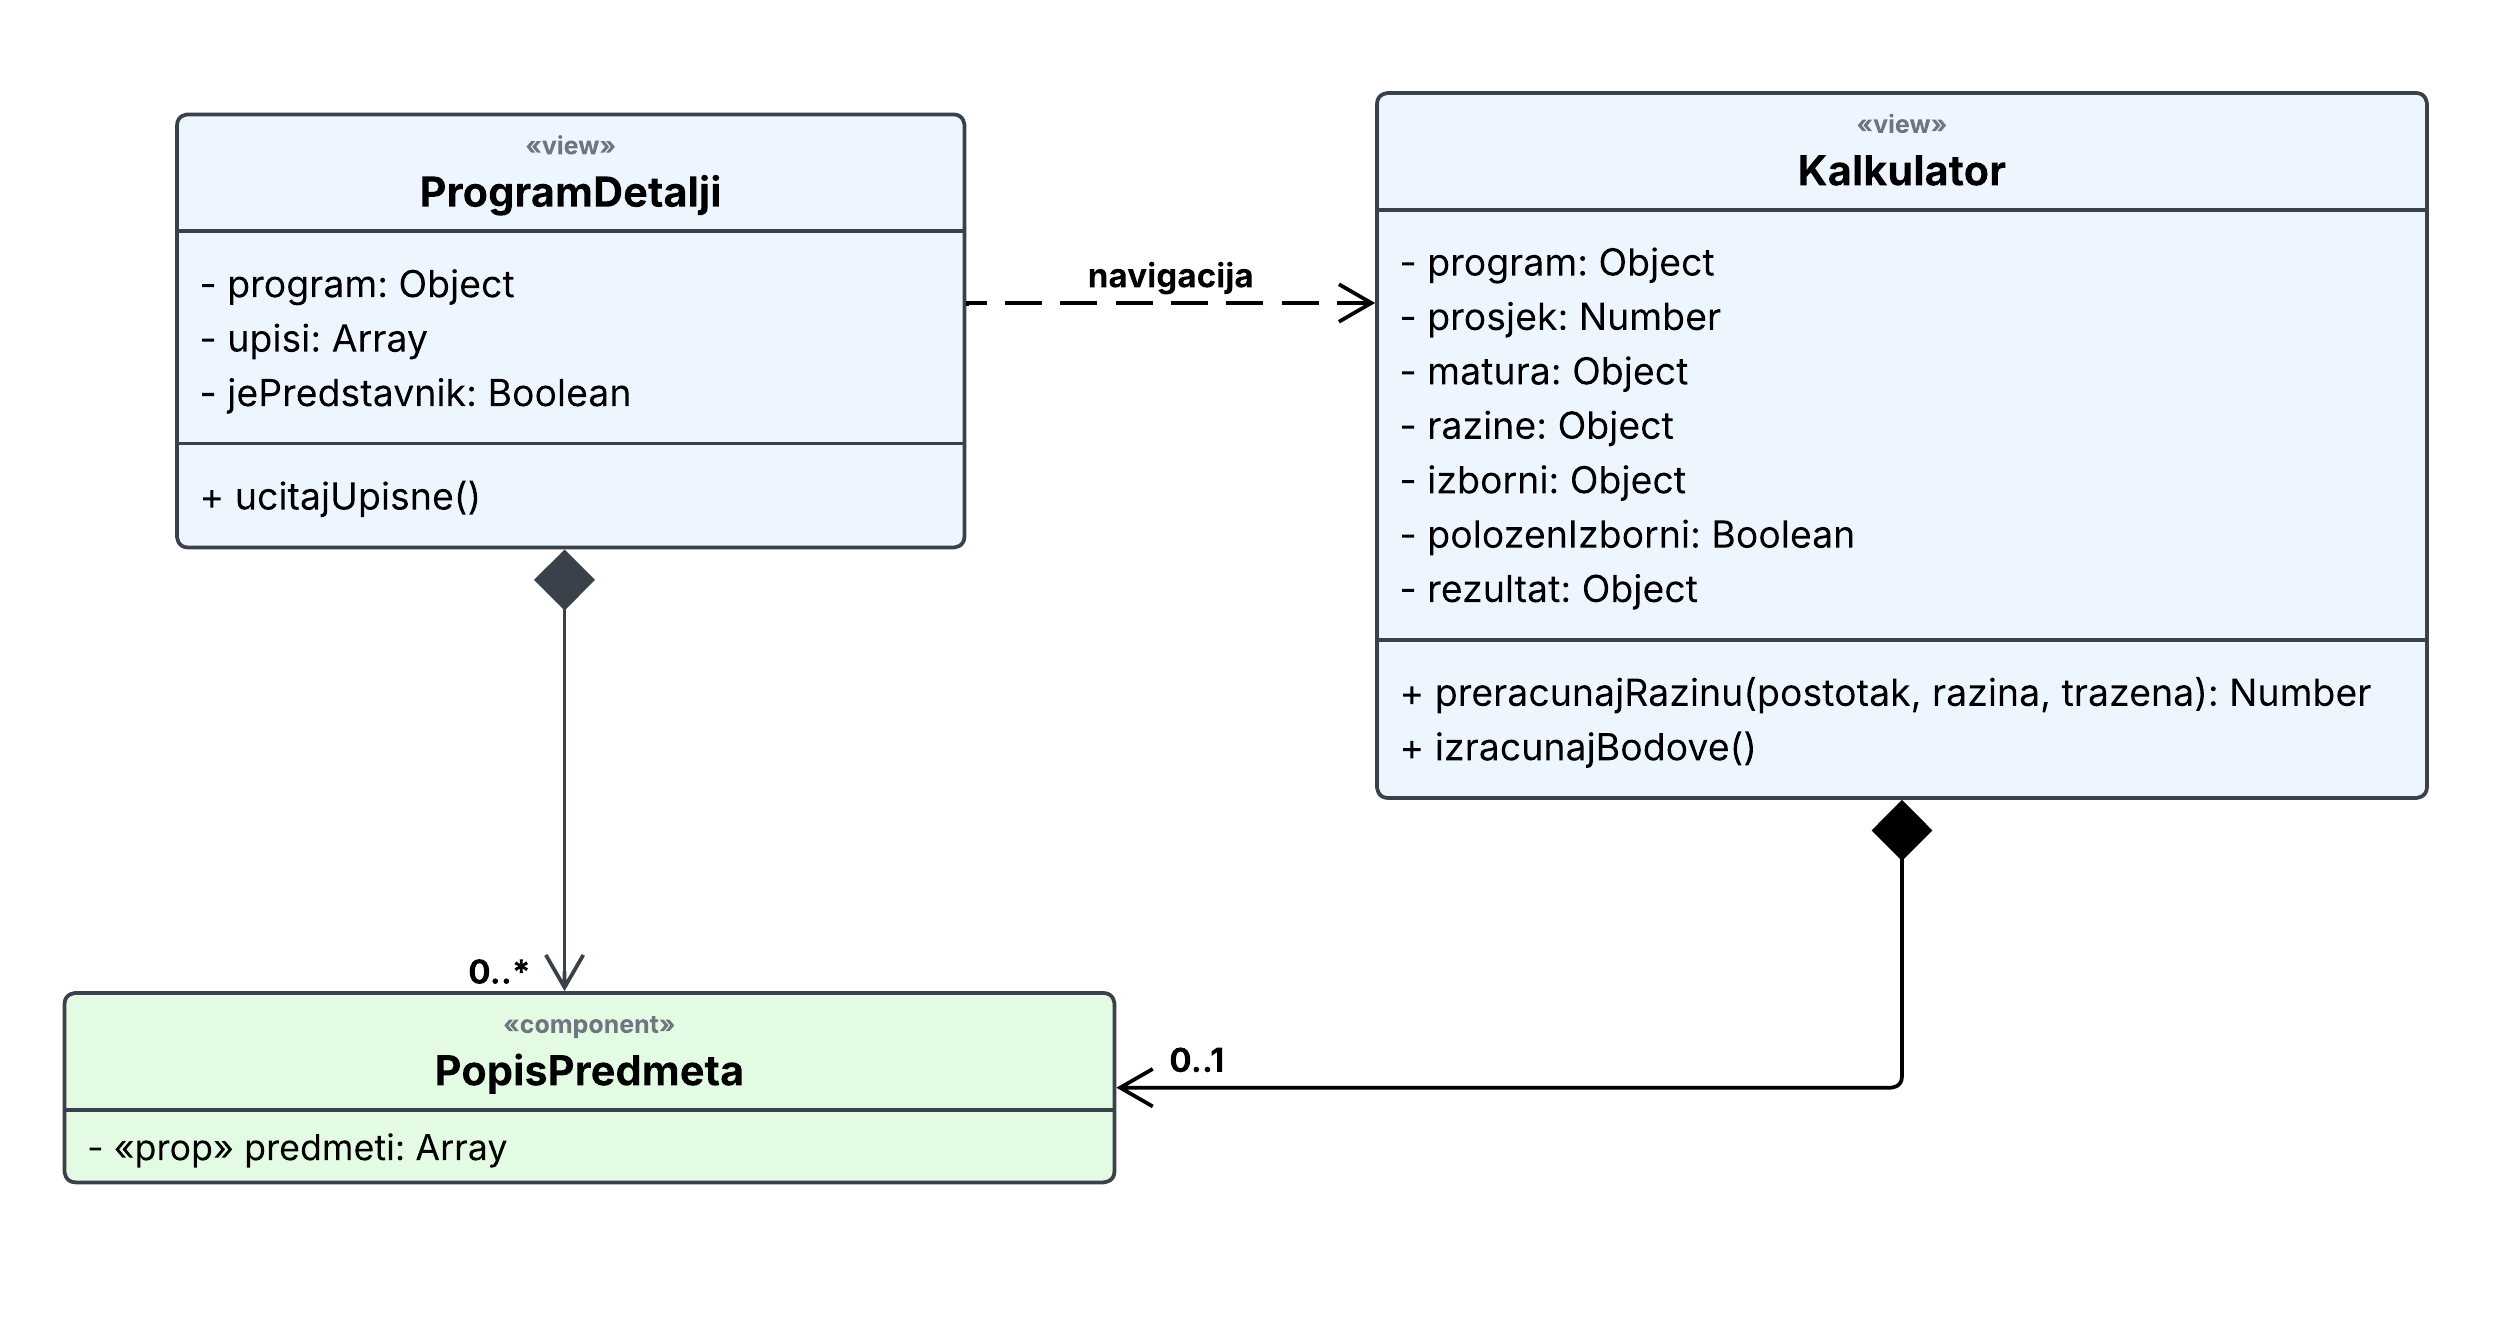 «view»
ProgramDetalji
- program: Object
- upisi: Array
- jePredstavnik: Boolean
+ ucitajUpisne()
navigacija
«view»
Kalkulator
- program: Object
- prosjek: Number
- matura: Object
- razine: Object
- izborni: Object
- polozenIzborni: Boolean
- rezultat: Object
+ preracunajRazinu(postotak, razina, trazena): Number
+ izracunajBodove()
0..*
«component»
PopisPredmeta
- «prop» predmeti: Array
0..1